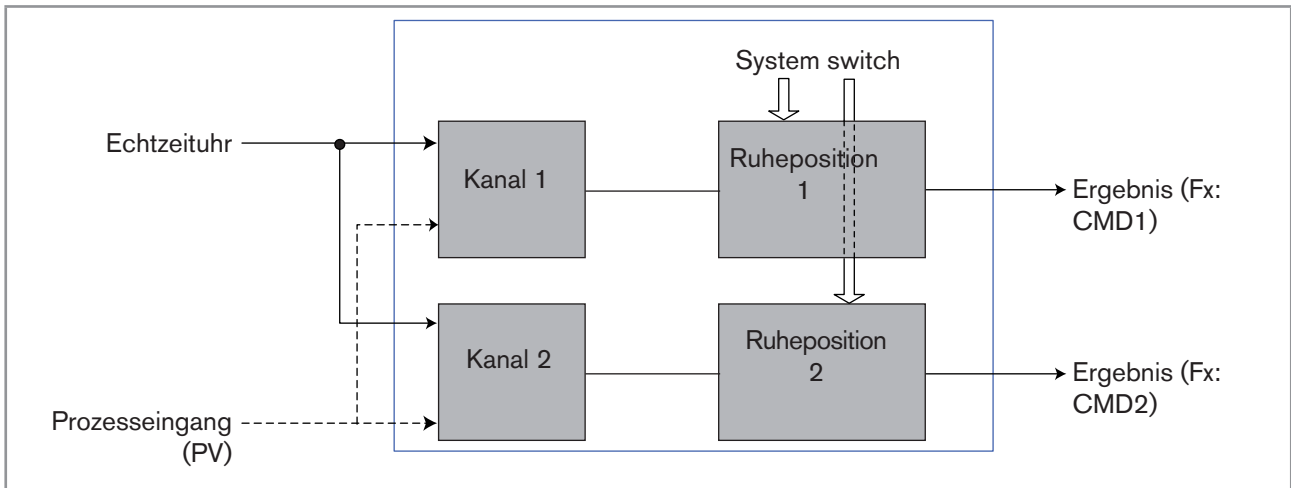 System switch
Echtzeituhr
Kanal 1
Ruheposition
1
Ergebnis (Fx:
CMD1)
Kanal 2
Ruheposition
2
Ergebnis (Fx:
CMD2)
Prozesseingang
(PV)